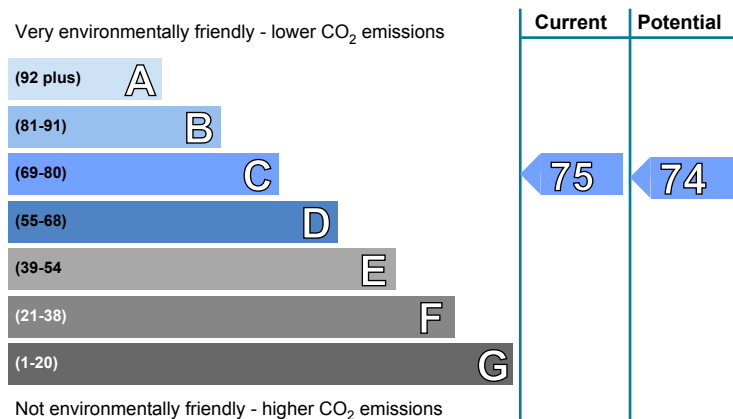 Very environmentally friendly - lower CO2 emissions
Current Potential
(92 plus) A
(81-91) B
(69-80) C
75 74
(55-68) D
(39-54 E
(21-38) F
(1-20) G
Not environmentally friendly - higher CO2 emissions